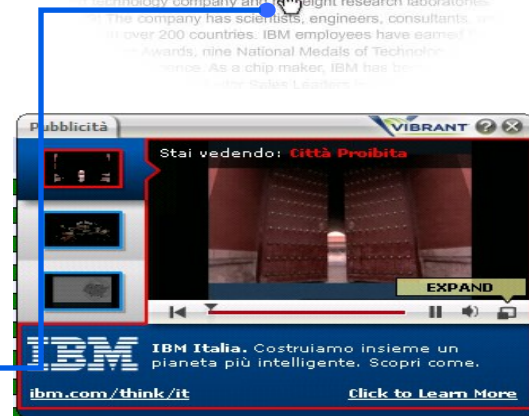 technology company and eight research laboratories
The company has scientists, engineers, consultants,
over 200 countries. IBM employees have earned
Awards, nine National Medals of Technology
As a chip maker, IBM has
Sales Leaders
Pubblicità
VIBRANT
Stai vedendo: Città Proibita
EXPAND
IBM
IBM Italia. Costruiamo insieme un
pianeta più intelligente. Scopri come.
ibm.com/think/it
Click to Learn More